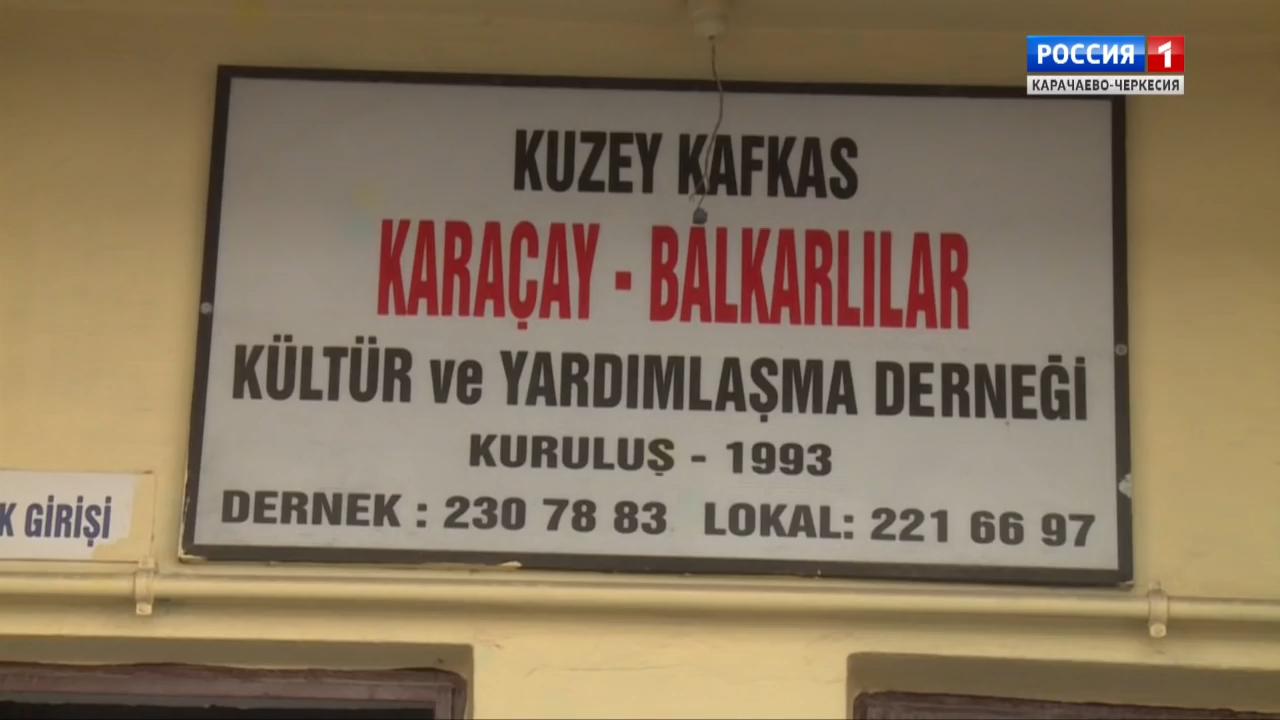 РОССИЯ 1
КАРАЧАЕВО-ЧЕРКЕСИЯ
KUZEY KAFKAS
KARAÇAY - BALKARLILAR
KÜLTÜR ve YARDIMLAŞMA DERNEĞİ
KURULUŞ - 1993
DERNEK : 230 78 83 LOKAL: 221 66 97
K GİRİŞİ